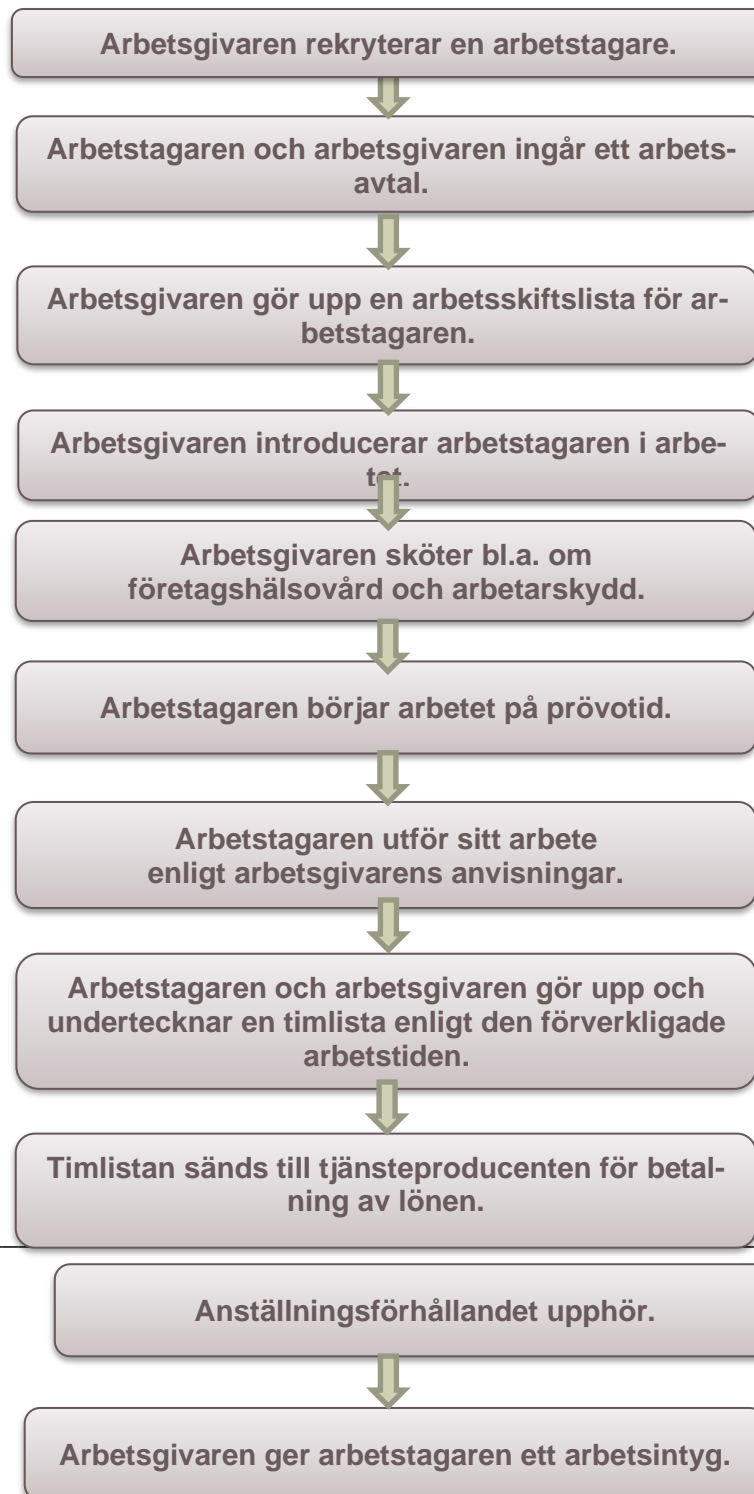 Arbetsgivaren rekryterar en arbetstagare.
Arbetstagaren och arbetsgivaren ingår ett arbets-
avtal.
Arbetsgivaren gör upp en arbetsskiftslista för ar-
betstagaren.
Arbetsgivaren introducerar arbetstagaren i arbe-
tet.
Arbetsgivaren sköter bl.a. om
företagshälsovård och arbetarskydd.
Arbetstagaren börjar arbetet på prövotid.
Arbetstagaren utför sitt arbete
enligt arbetsgivarens anvisningar.
Arbetstagaren och arbetsgivaren gör upp och
undertecknar en timlista enligt den förverkligade
arbetstiden.
Timlistan sänds till tjänsteproducenten för betal-
ning av lönen.
Anställningsförhållandet upphör.
Arbetsgivaren ger arbetstagaren ett arbetsintyg.